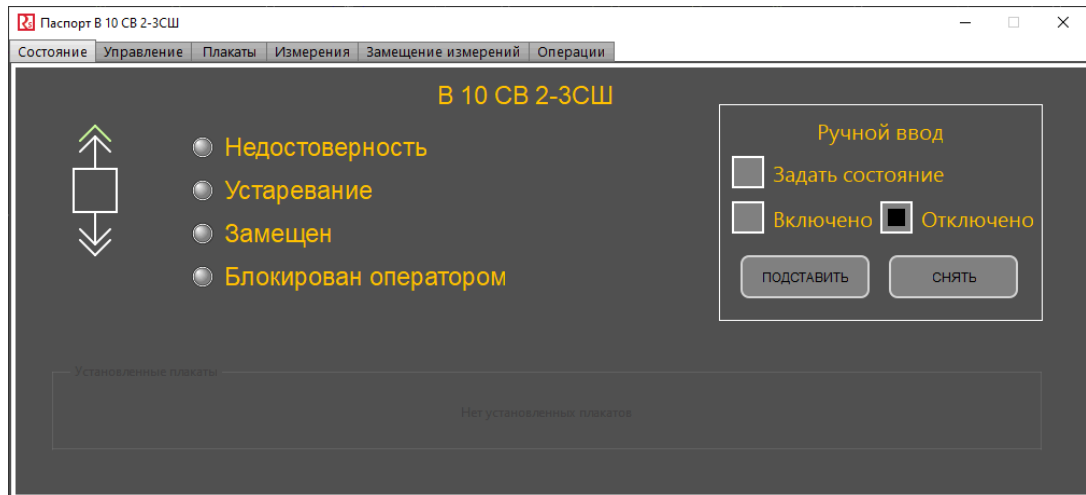 Паспорт В 10 СВ 2-3СШ
Состояние Управление Плакаты Измерения Замещение измерений Операции
В 10 СВ 2-3СШ
Недостоверность
Устаревание
Замещен
Блокирован оператором
Ручной ввод
Задать состояние
Включено Отключено
ПОДСТАВИТЬ СНЯТЬ
Установленные плакаты
Нет установленных плакатов